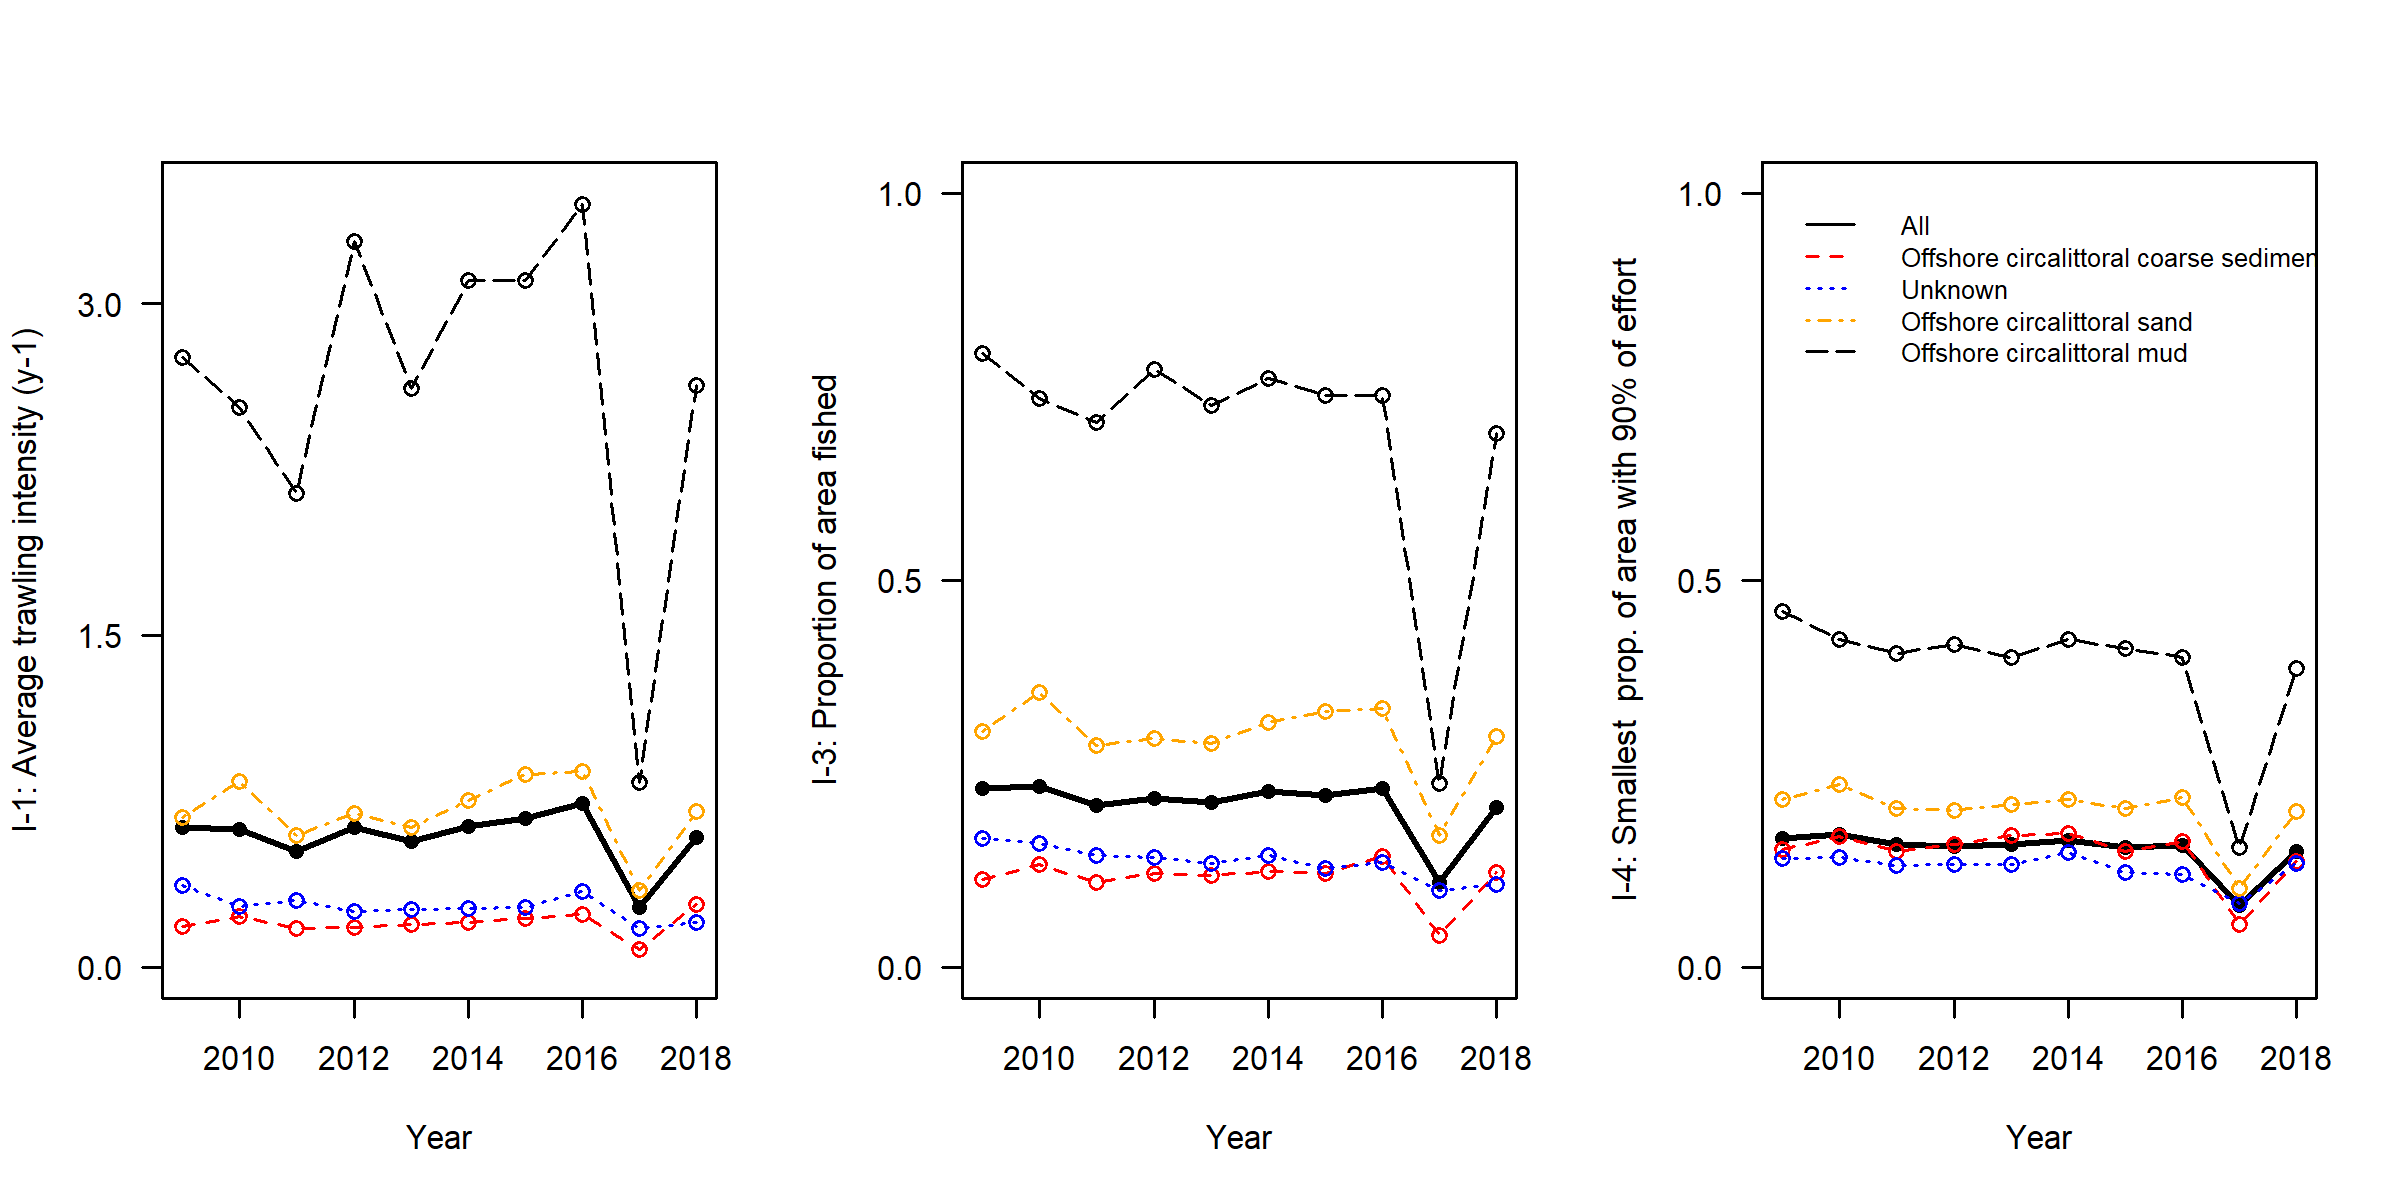 I-1: Average trawling intensity (y-1)
3.0
1.5
0.0
2010 2012 2014 2016 2018
Year
I-3: Proportion of area fished
1.0
0.5
0.0
2010 2012 2014 2016 2018
Year
I-4: Smallest  prop. of area with 90% of effort
1.0
0.5
0.0
All
Offshore circalittoral coarse sedimen
Unknown
Offshore circalittoral sand
Offshore circalittoral mud
2010 2012 2014 2016 2018
Year